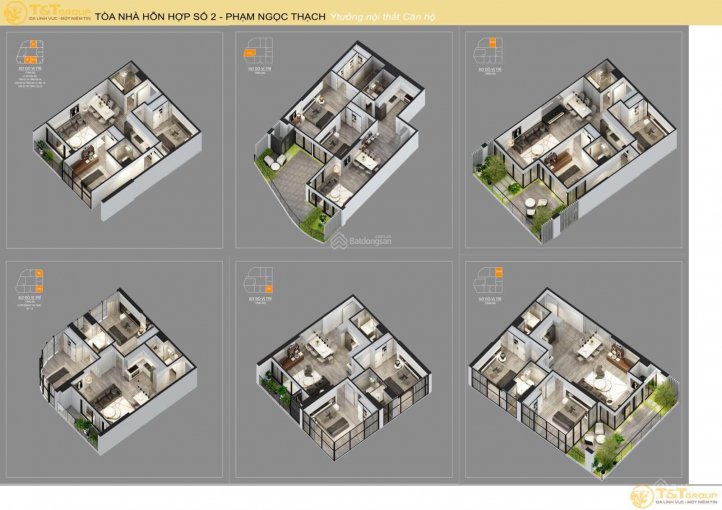 T&T GROUP
ĐA LĨNH VỰC - MỘT NIỀM TIN
TÒA NHÀ HỖN HỢP SỐ 2 - PHẠM NGỌC THẠCH Ý tưởng nội thất Căn hộ
SƠ ĐỒ VỊ TRÍ
SƠ ĐỒ VỊ TRÍ
SƠ ĐỒ VỊ TRÍ
Batdongsan
SƠ ĐỒ VỊ TRÍ
SƠ ĐỒ VỊ TRÍ
SƠ ĐỒ VỊ TRÍ
T&T GROUP
ĐA LĨNH VỰC - MỘT NIỀM TIN